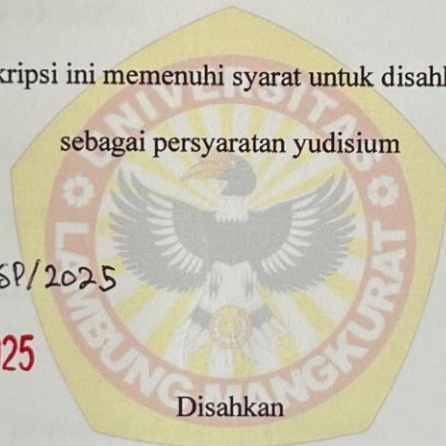 kripsi ini memenuhi syarat untuk disahk
sebagai persyaratan yudisium
UNIVERSITAS
LAMBUNG MANGKURAT
SP/2025
25
Disahkan